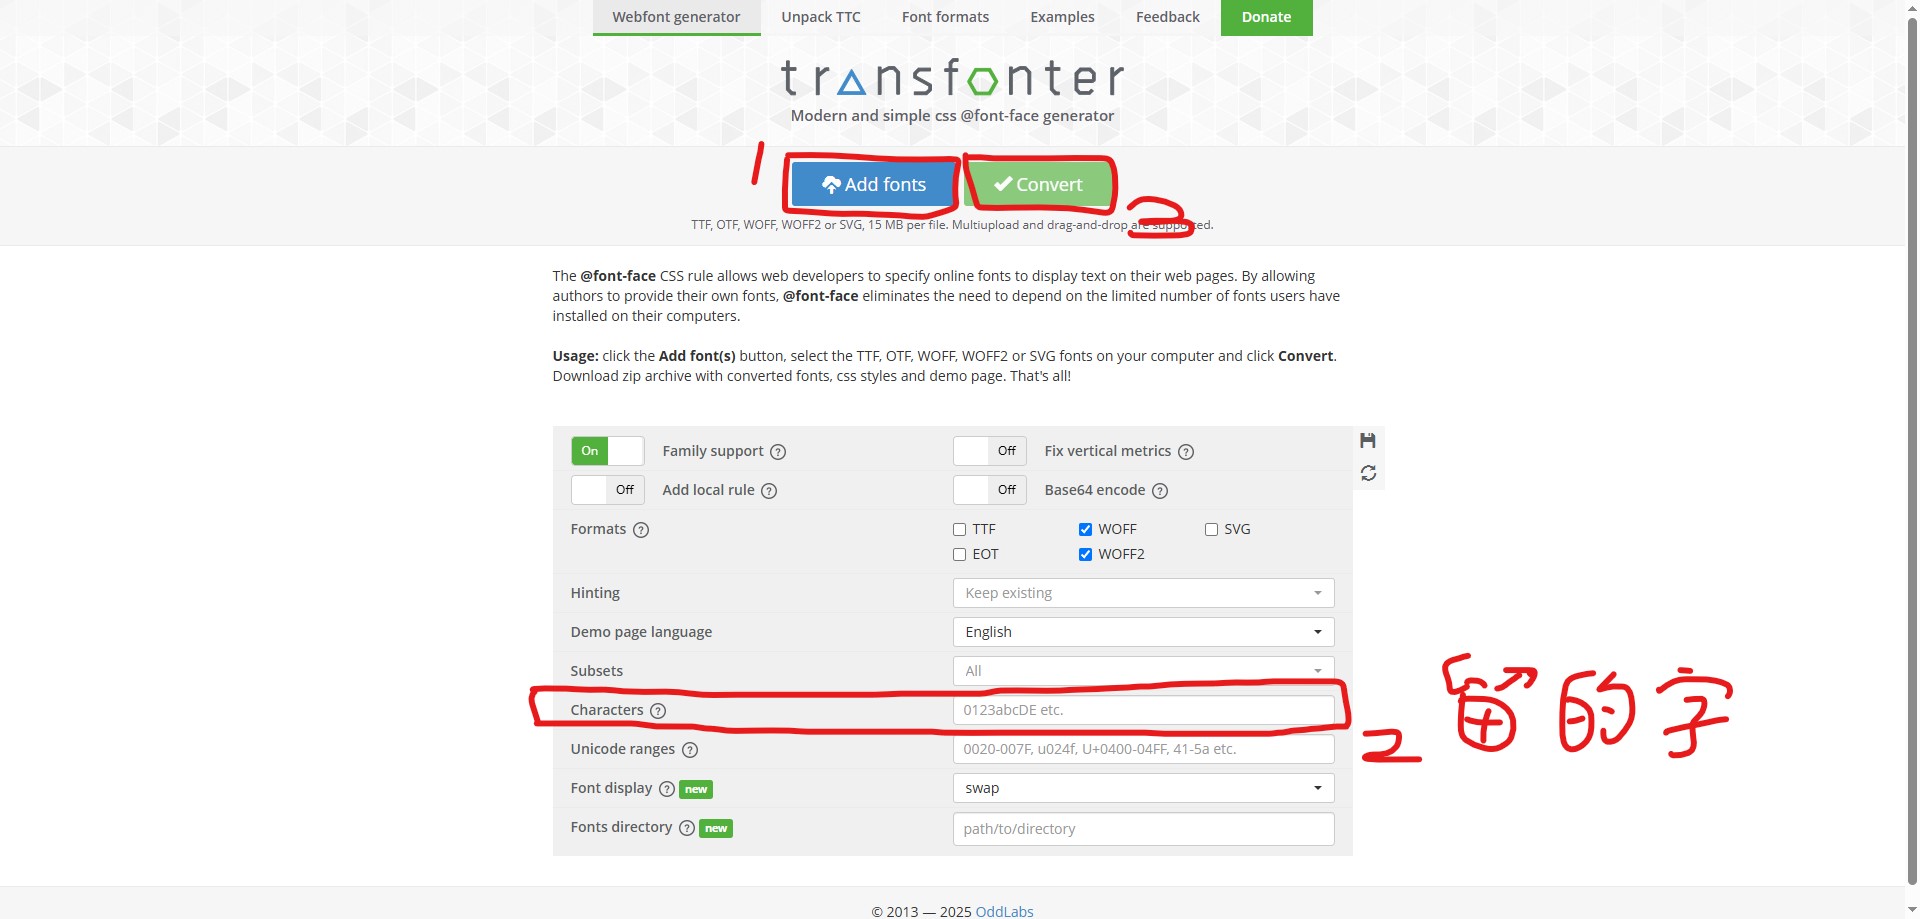 Webfont generator Unpack TTC Font formats Examples Feedback Donate
transfonter
Modern and simple css @font-face generator
1
Add fonts Convert
3
TTF, OTF, WOFF, WOFF2 or SVG, 15 MB per file. Multiupload and drag-and-drop are supported.
The @font-face CSS rule allows web developers to specify online fonts to display text on their web pages. By allowing
authors to provide their own fonts, @font-face eliminates the need to depend on the limited number of fonts users have
installed on their computers.
Usage: click the Add font(s) button, select the TTF, OTF, WOFF, WOFF2 or SVG fonts on your computer and click Convert.
Download zip archive with converted fonts, css styles and demo page. That's all!
On Family support ? Off Fix vertical metrics ?
Off Add local rule ? Off Base64 encode ?
Formats ? TTF WOFF SVG
EOT WOFF2
Hinting Keep existing
Demo page language English
Subsets All
Characters ? 0123abcDE etc.
2 留的字
Unicode ranges ? 0020-007F, u024f, U+0400-04FF, 41-5a etc.
Font display ? new swap
Fonts directory ? new path/to/directory
© 2013 — 2025 OddLabs